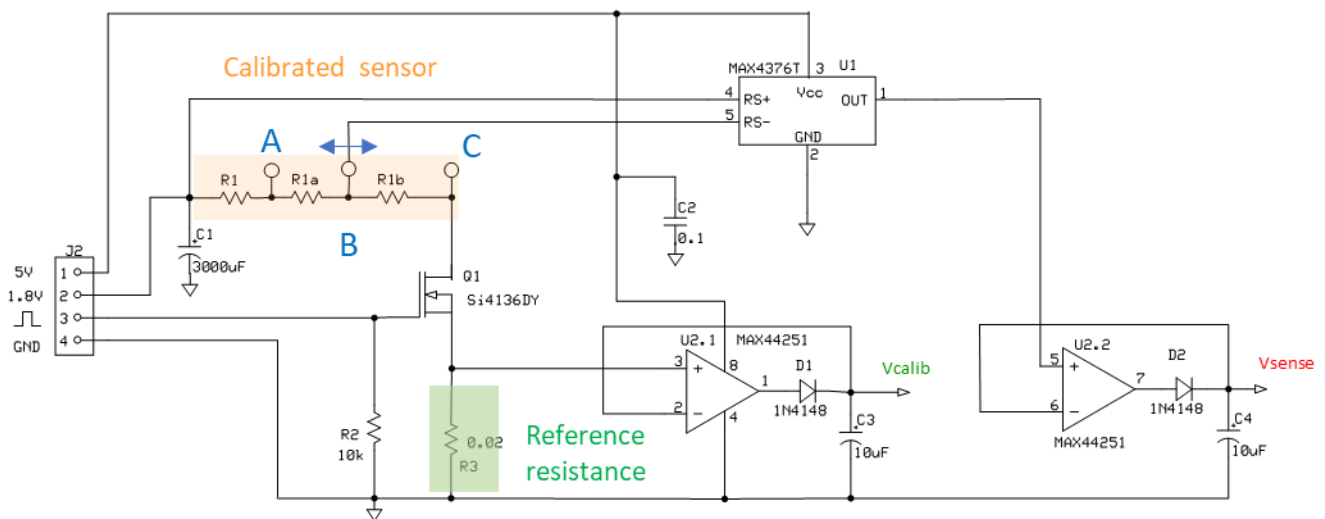 Calibrated sensor
MAX4376T
U1
3
Vcc
4
RS+
OUT
1
5
RS-
GND
2
A
C
R1
R1a
R1b
B
C1
3000uF
C2
0.1
J2
5V
1
1.8V
2
3
GND
4
Q1
Si4136DY
U2.1
MAX44251
3
+
8
D1
1
2
-
4
1N4148
Vcalib
C3
10uF
U2.2
5
+
D2
7
6
-
1N4148
MAX44251
Vsense
C4
10uF
R2
10k
0.02
R3
Reference
resistance